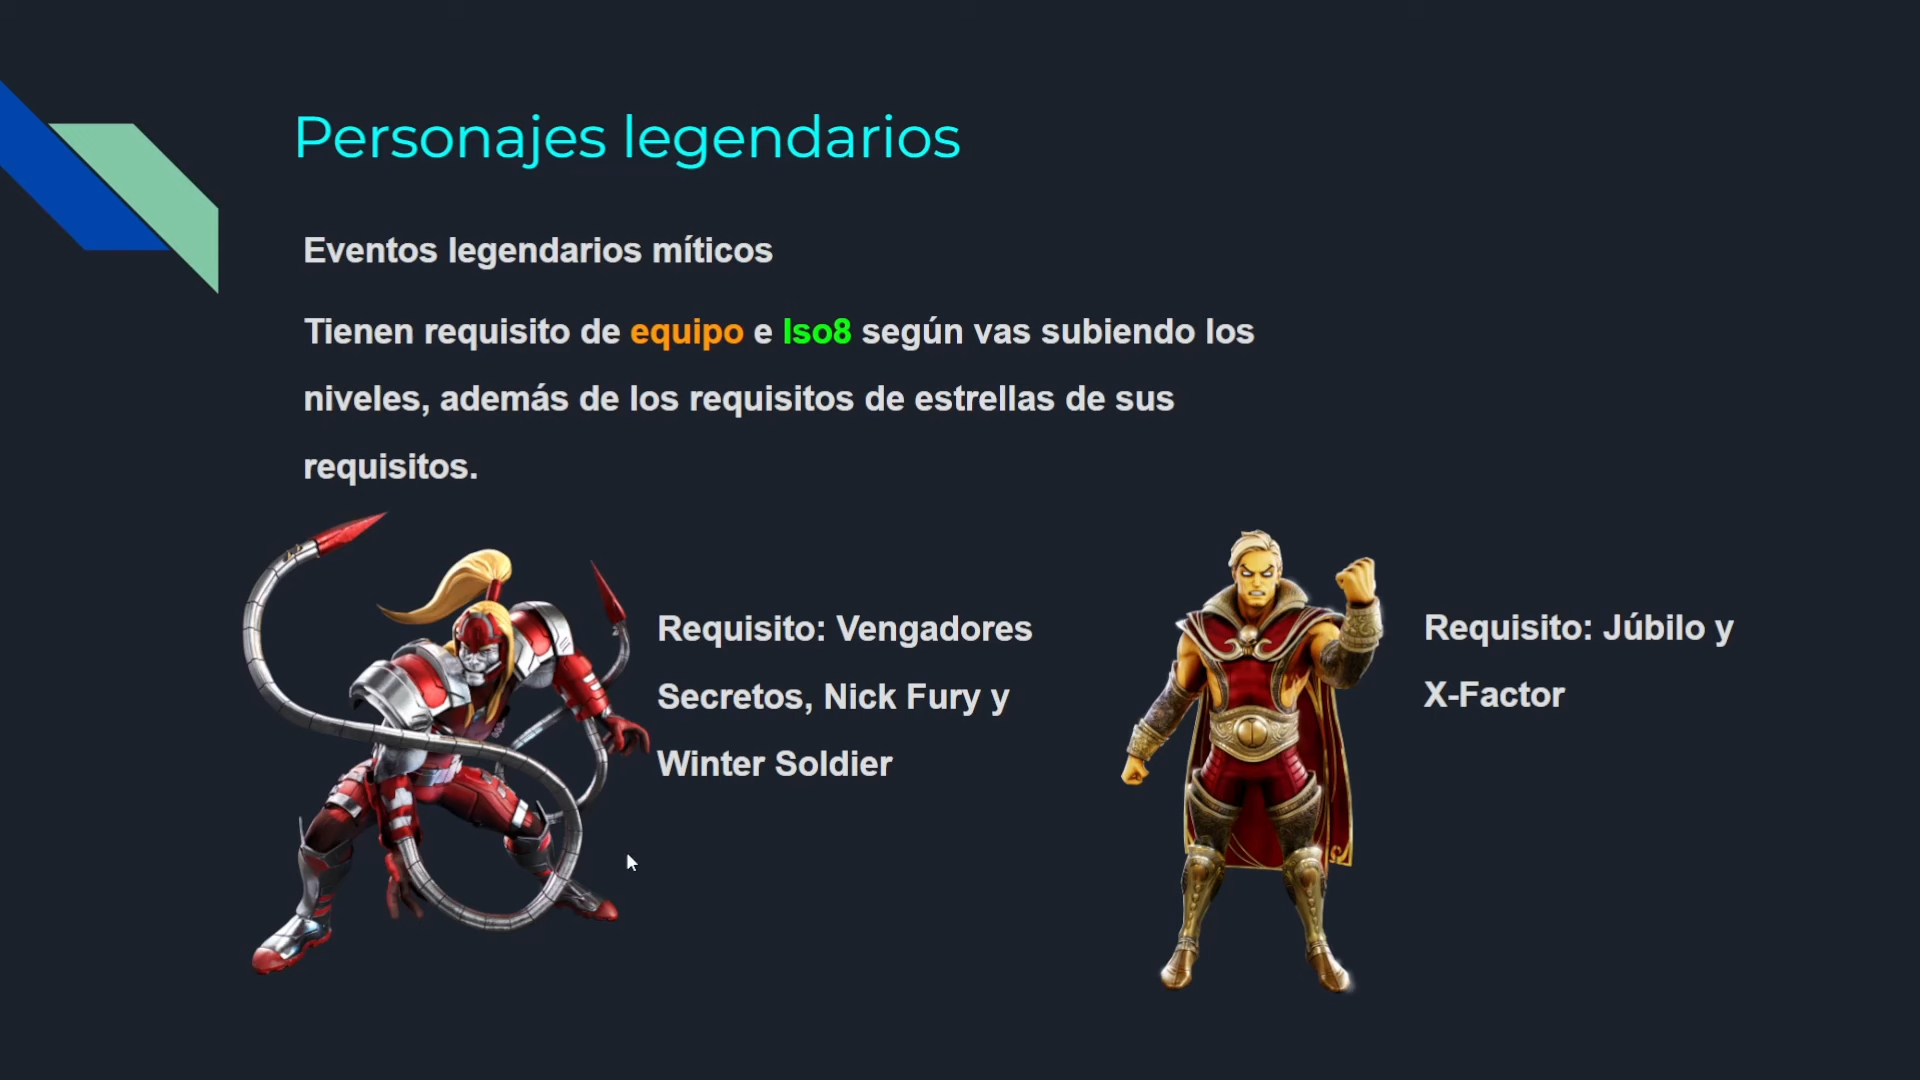 Personajes legendarios
Eventos legendarios míticos
Tienen requisito de equipo e Iso8 según vas subiendo los
niveles, además de los requisitos de estrellas de sus
requisitos.
Requisito: Vengadores
Secretos, Nick Fury y
Winter Soldier
Requisito: Júbilo y
X-Factor